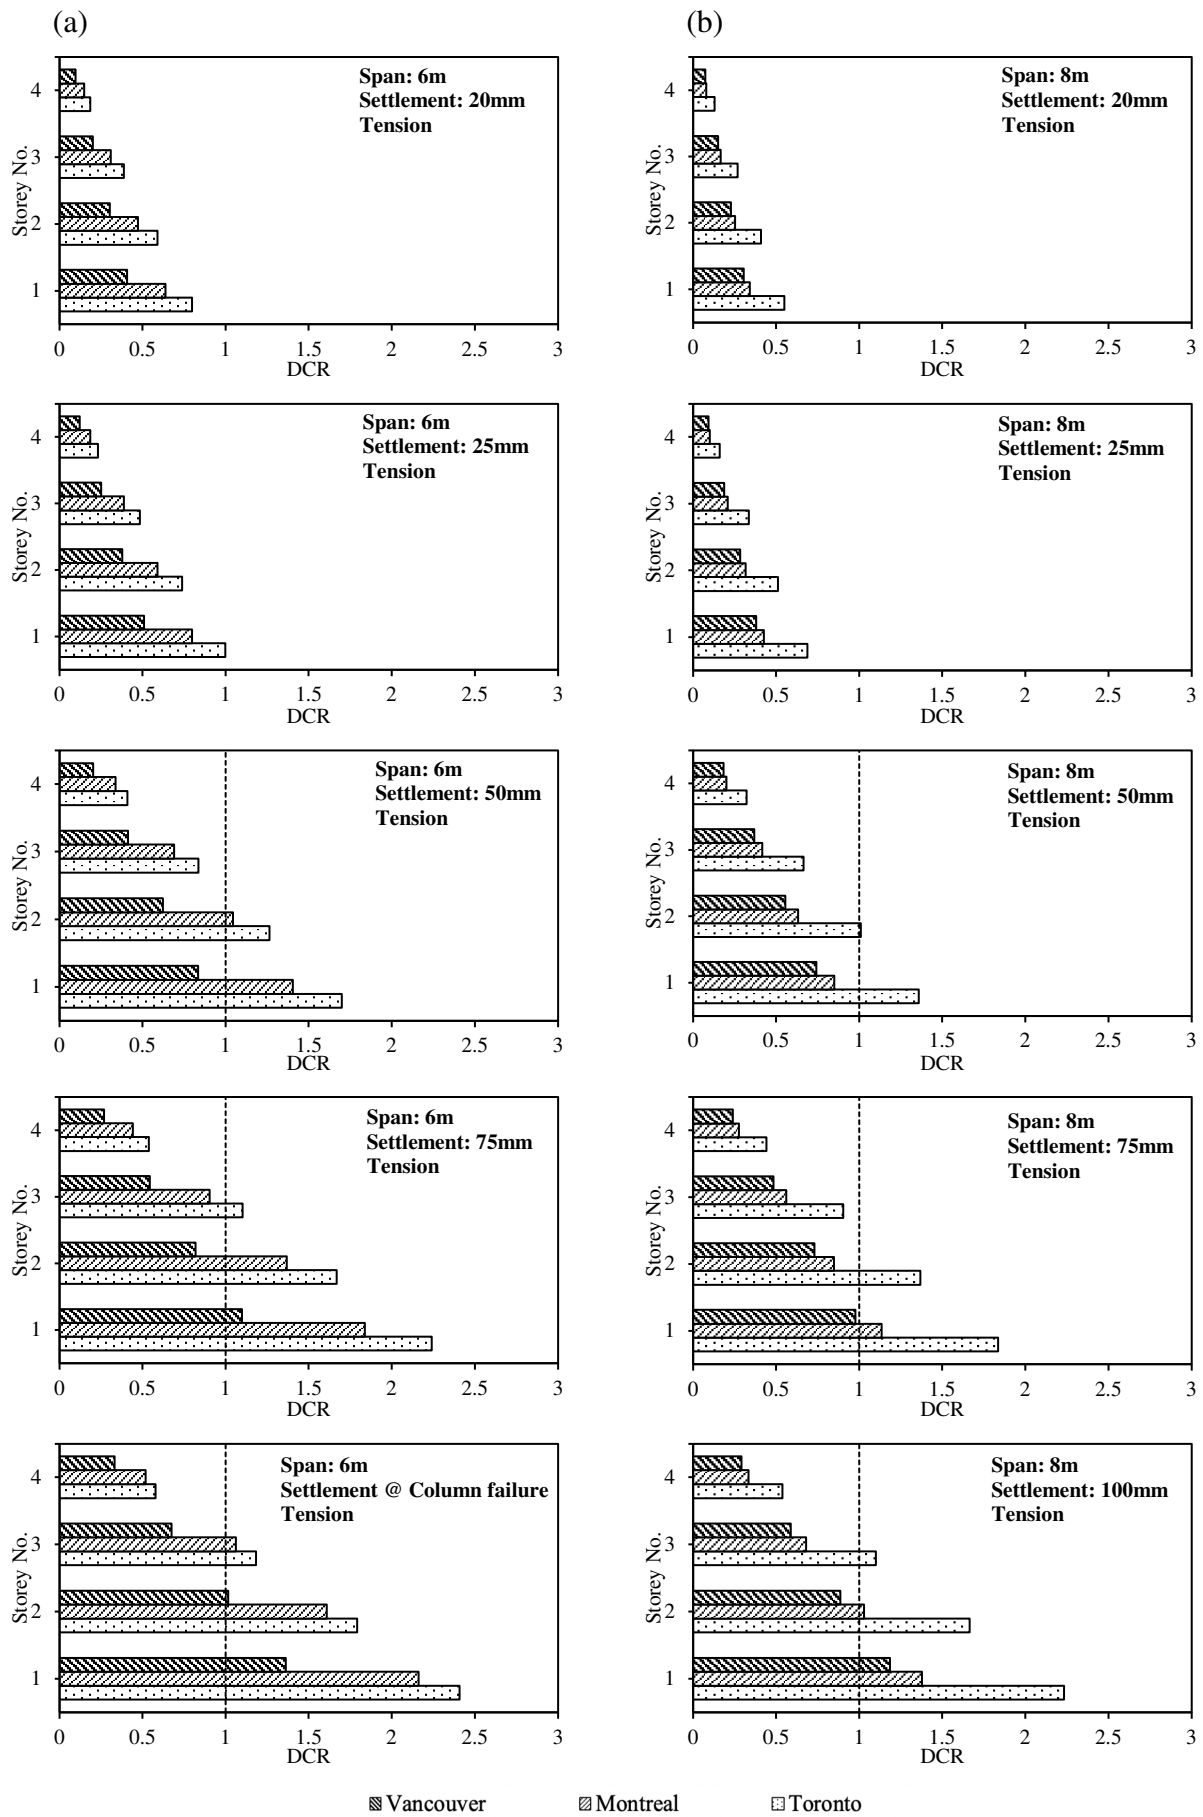 (a)
(b)
Span: 6m
Settlement: 20mm
Tension
Storey No.
4
3
2
1
0 0.5 1 1.5 2 2.5 3
DCR
Span: 8m
Settlement: 20mm
Tension
Storey No.
4
3
2
1
0 0.5 1 1.5 2 2.5 3
DCR
Span: 6m
Settlement: 25mm
Tension
Storey No.
4
3
2
1
0 0.5 1 1.5 2 2.5 3
DCR
Span: 8m
Settlement: 25mm
Tension
Storey No.
4
3
2
1
0 0.5 1 1.5 2 2.5 3
DCR
Span: 6m
Settlement: 50mm
Tension
Storey No.
4
3
2
1
0 0.5 1 1.5 2 2.5 3
DCR
Span: 8m
Settlement: 50mm
Tension
Storey No.
4
3
2
1
0 0.5 1 1.5 2 2.5 3
DCR
Span: 6m
Settlement: 75mm
Tension
Storey No.
4
3
2
1
0 0.5 1 1.5 2 2.5 3
DCR
Span: 8m
Settlement: 75mm
Tension
Storey No.
4
3
2
1
0 0.5 1 1.5 2 2.5 3
DCR
Span: 6m
Settlement @ Column failure
Tension
Storey No.
4
3
2
1
0 0.5 1 1.5 2 2.5 3
DCR
Span: 8m
Settlement: 100mm
Tension
Storey No.
4
3
2
1
0 0.5 1 1.5 2 2.5 3
DCR
Vancouver Montreal Toronto